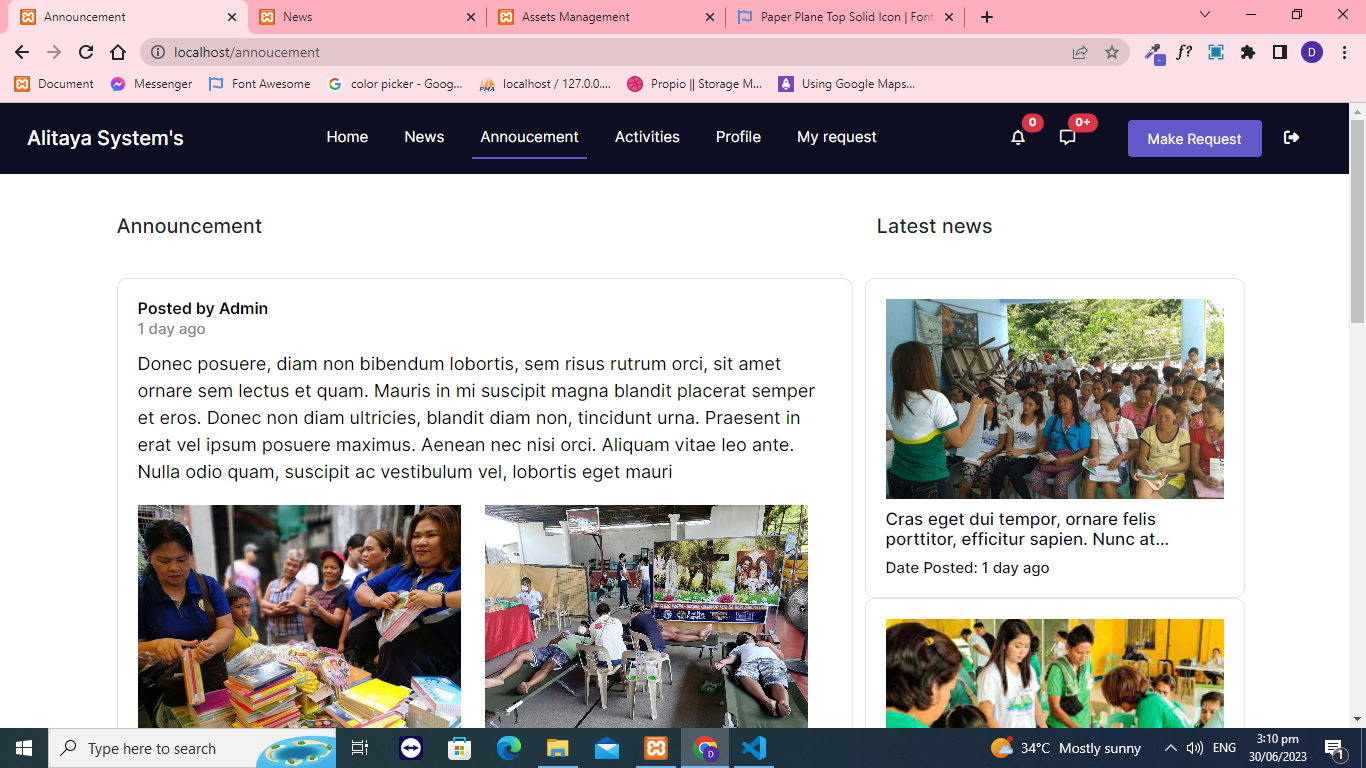 Announcement
News
Assets Management
Paper Plane Top Solid Icon | Font
localhost/annoucement
f?
D
Document
Messenger
Font Awesome
color picker - Goog...
localhost / 127.0.0....
Propio || Storage M...
Using Google Maps...
Alitaya System's
Home
News
Annoucement
Activities
Profile
My request
0
0+
Make Request
Announcement
Latest news
Posted by Admin
1 day ago
Donec posuere, diam non bibendum lobortis, sem risus rutrum orci, sit amet
ornare sem lectus et quam. Mauris in mi suscipit magna blandit placerat semper
et eros. Donec non diam ultricies, blandit diam non, tincidunt urna. Praesent in
erat vel ipsum posuere maximus. Aenean nec nisi orci. Aliquam vitae leo ante.
Nulla odio quam, suscipit ac vestibulum vel, lobortis eget mauri
Cras eget dui tempor, ornare felis
porttitor, efficitur sapien. Nunc at...
Date Posted: 1 day ago
Type here to search
34°C Mostly sunny
ENG
3:10 pm
30/06/2023
1